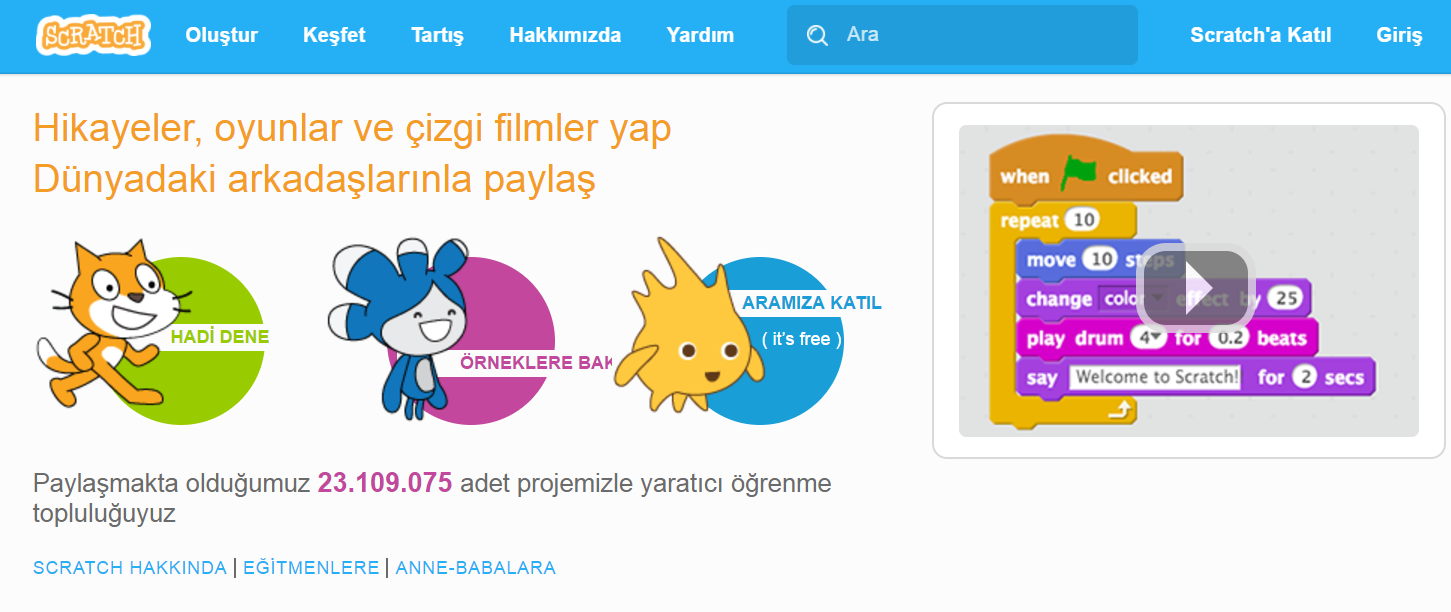 SCRATCH Oluştur Keşfet Tartış Hakkımızda Yardım Ara Scratch'a Katıl Giriş
Hikayeler, oyunlar ve çizgi filmler yap
Dünyadaki arkadaşlarınla paylaş
HADİ DENE
ÖRNEKLERE BAK
ARAMIZA KATIL
( it's free )
when clicked
repeat 10
move 10 steps
change color effect by 25
play drum 4 for 0.2 beats
say Welcome to Scratch! for 2 secs
Paylaşmakta olduğumuz 23.109.075 adet projemizle yaratıcı öğrenme
topluluğuyuz
SCRATCH HAKKINDA | EĞİTMENLERE | ANNE-BABALARA